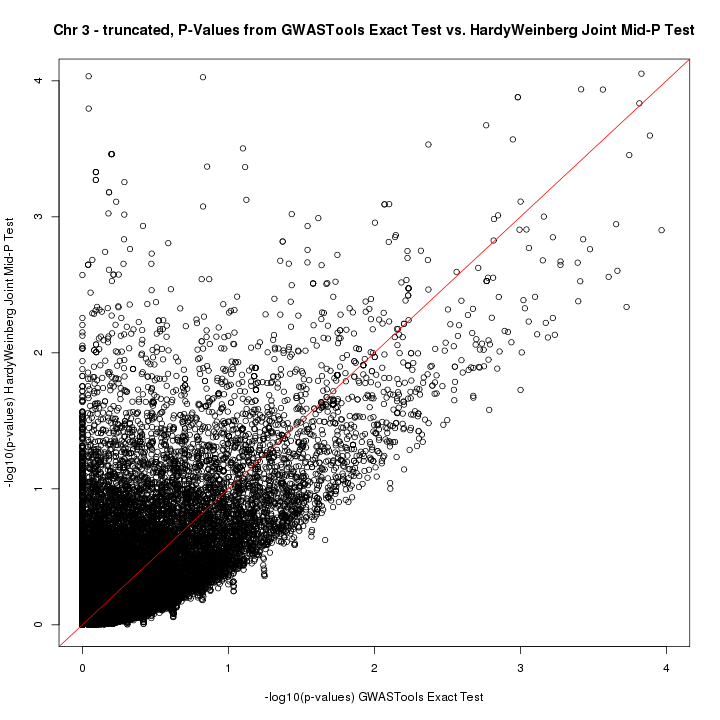 Chr 3 - truncated, P-Values from GWASTools Exact Test vs. HardyWeinberg Joint Mid-P Test
4
3
2
1
0
-log10(p-values) HardyWeinberg Joint Mid-P Test
0 1 2 3 4
-log10(p-values) GWASTools Exact Test